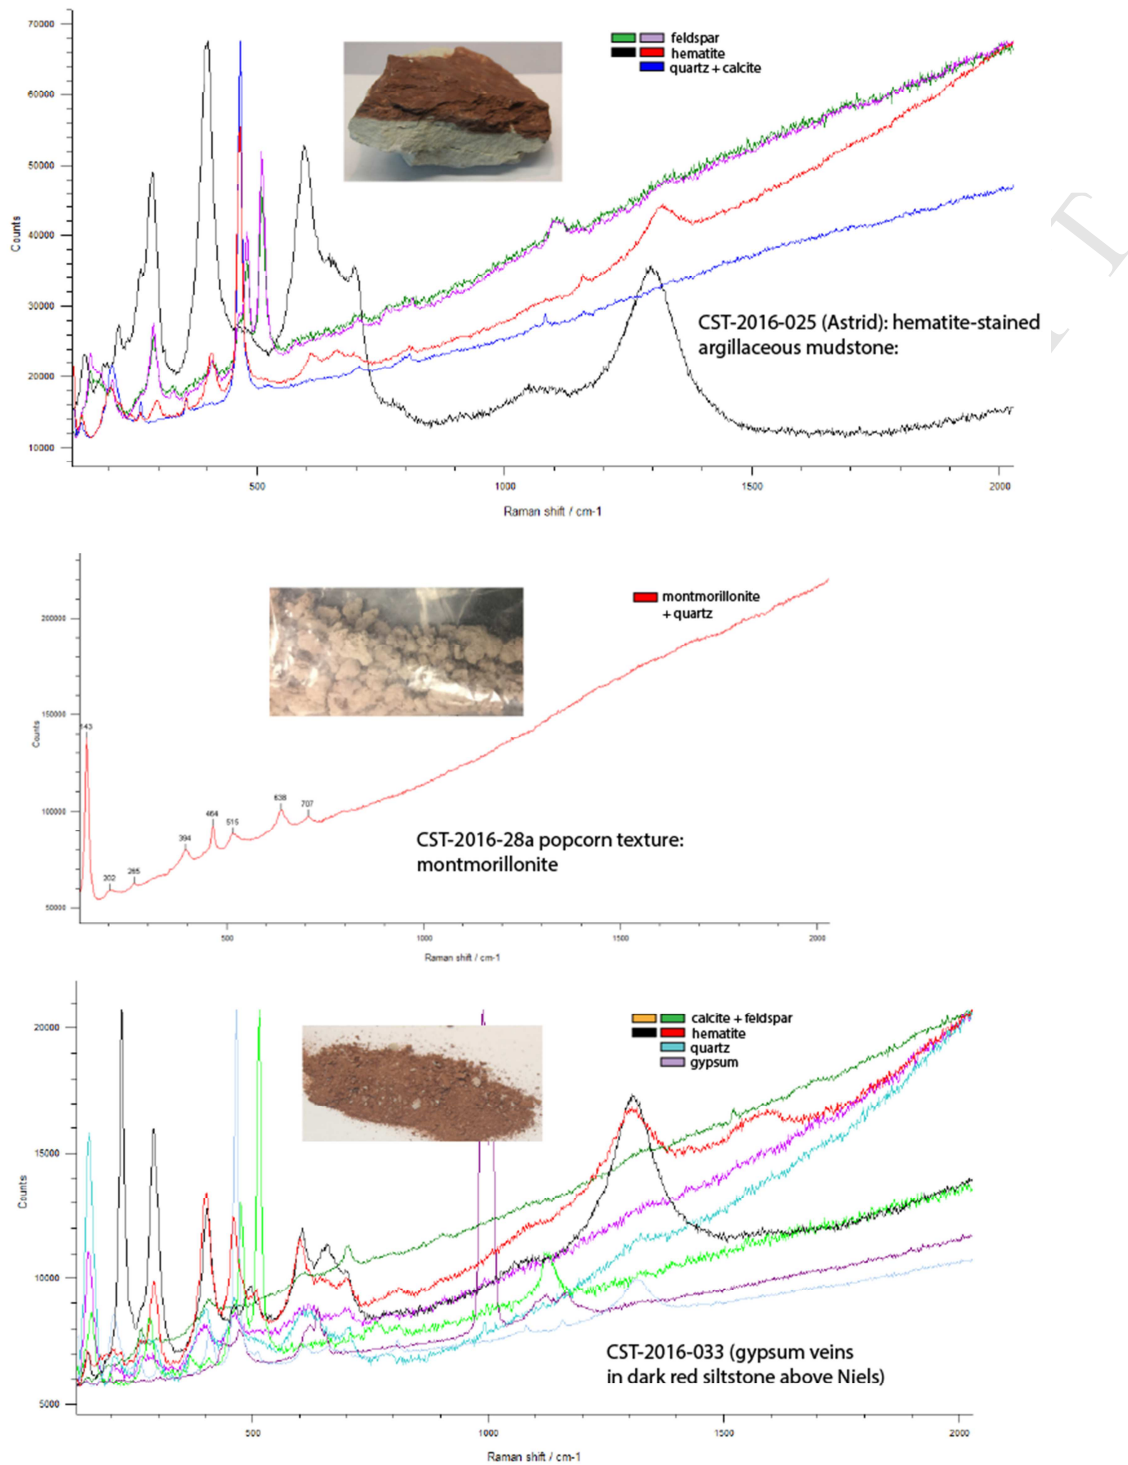 70000
60000
50000
40000
30000
20000
10000
Counts
feldspar
hematite
quartz + calcite
CST-2016-025 (Astrid): hematite-stained
argillaceous mudstone:
500
1000
1500
2000
Raman shift / cm-1
T
200000
150000
100000
50000
Counts
montmorillonite
+ quartz
143
202
265
394
464
515
638
707
CST-2016-28a popcorn texture:
montmorillonite
500
1000
1500
2000
Raman shift / cm-1
20000
15000
10000
5000
Counts
calcite + feldspar
hematite
quartz
gypsum
CST-2016-033 (gypsum veins
in dark red siltstone above Niels)
500
1000
1500
2000
Raman shift / cm-1